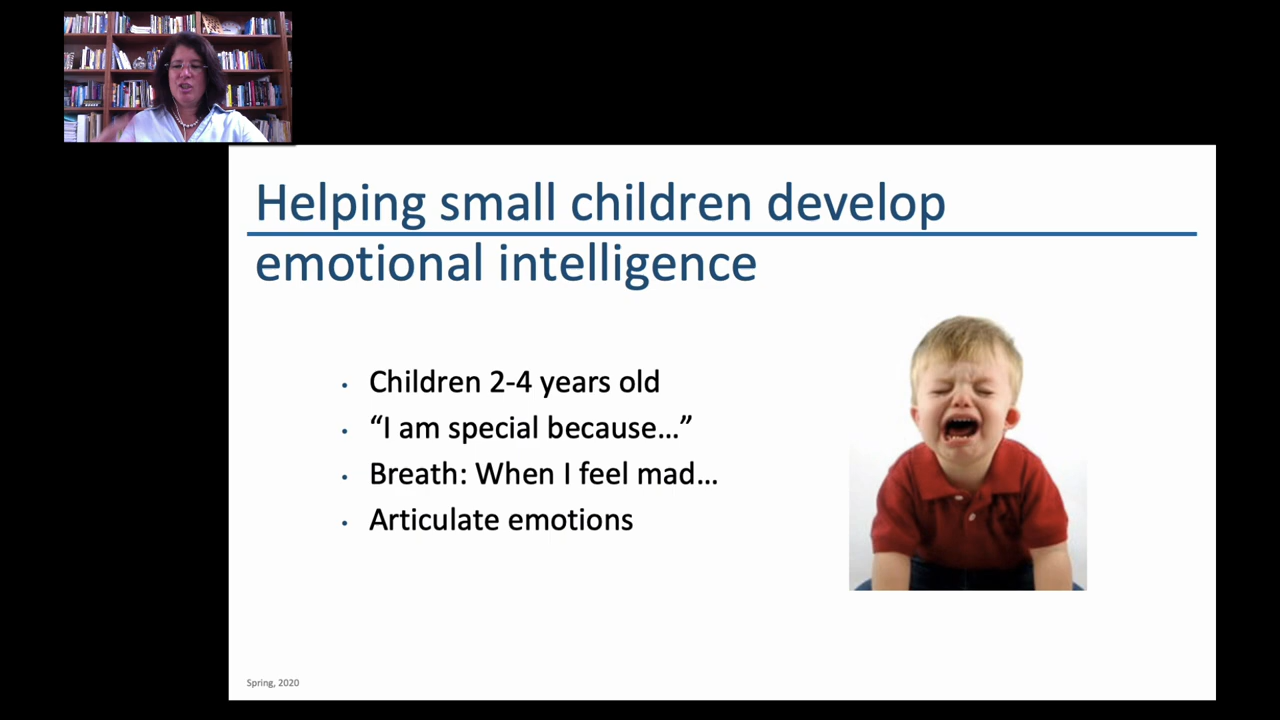 Helping small children develop
emotional intelligence
• Children 2-4 years old
• “I am special because…”
• Breath: When I feel mad…
• Articulate emotions
Spring, 2020